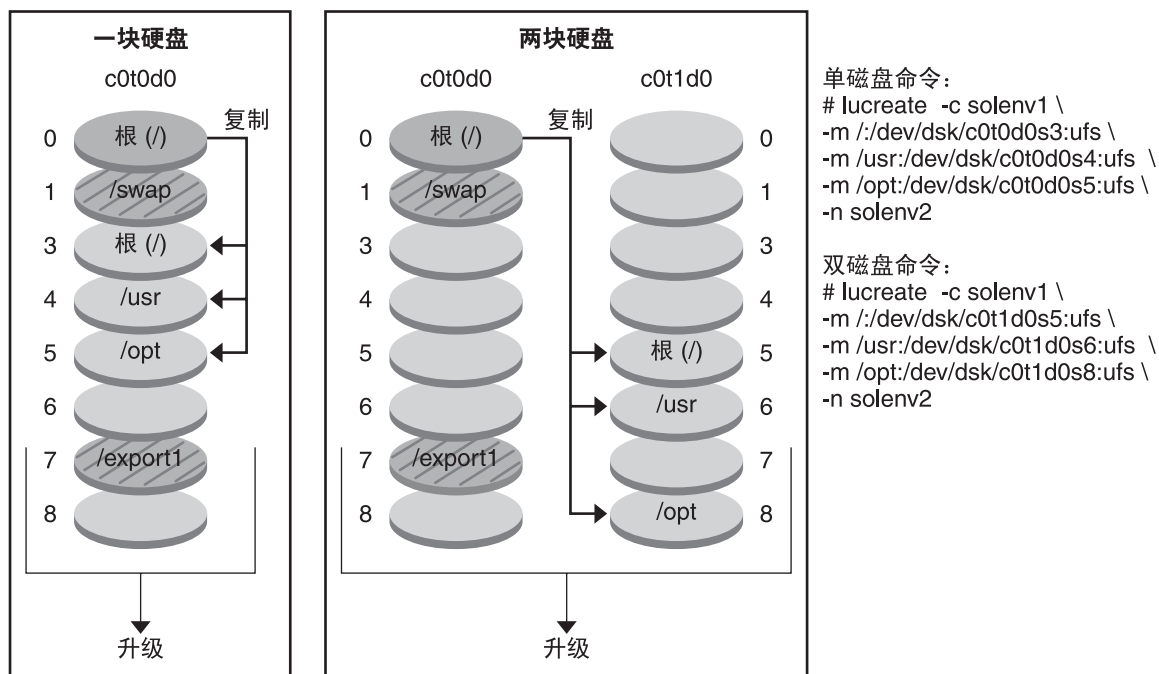 一块硬盘
c0t0d0
0
根 (/)
复制
1
/swap
3
根 (/)
4
/usr
5
/opt
6
7
/export1
8
升级
两块硬盘
c0t0d0
c0t1d0
0
根 (/)
复制
0
1
/swap
1
3
3
4
4
5
根 (/)
5
6
/usr
6
7
/export1
7
8
/opt
8
升级
单磁盘命令：
# lucreate -c solenv1 \
-m /:/dev/dsk/c0t0d0s3:ufs \
-m /usr:/dev/dsk/c0t0d0s4:ufs \
-m /opt:/dev/dsk/c0t0d0s5:ufs \
-n solenv2
双磁盘命令：
# lucreate -c solenv1 \
-m /:/dev/dsk/c0t1d0s5:ufs \
-m /usr:/dev/dsk/c0t1d0s6:ufs \
-m /opt:/dev/dsk/c0t1d0s8:ufs \
-n solenv2